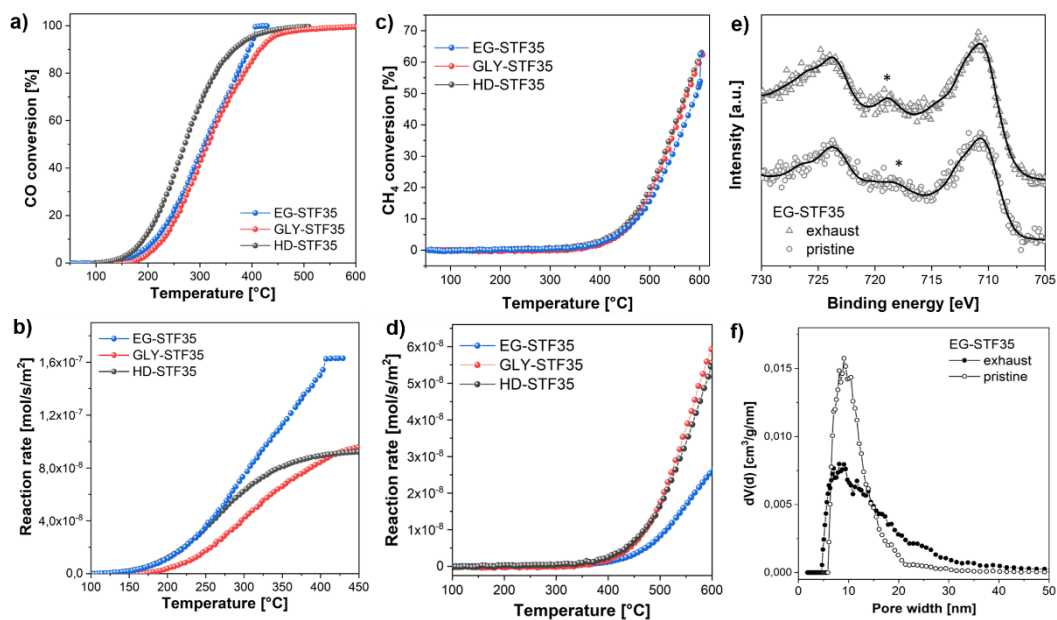 a)
CO conversion [%]
100
80
60
40
20
0
100
200
300
400
500
600
Temperature [°C]
EG-STF35
GLY-STF35
HD-STF35
b)
Reaction rate [mol/s/m²]
1,6x10⁻⁷
1,2x10⁻⁷
8,0x10⁻⁸
4,0x10⁻⁸
0,0
100
150
200
250
300
350
400
450
Temperature [°C]
EG-STF35
GLY-STF35
HD-STF35
c)
CH₄ conversion [%]
70
60
50
40
30
20
10
0
100
200
300
400
500
600
Temperature [°C]
EG-STF35
GLY-STF35
HD-STF35
d)
Reaction rate [mol/s/m²]
6x10⁻⁸
5x10⁻⁸
4x10⁻⁸
3x10⁻⁸
2x10⁻⁸
1x10⁻⁸
0
100
200
300
400
500
600
Temperature [°C]
EG-STF35
GLY-STF35
HD-STF35
e)
Intensity [a.u.]
*
*
EG-STF35
exhaust
pristine
730
725
720
715
710
705
Binding energy [eV]
f)
dV(d) [cm³/g/nm]
0,015
0,010
0,005
0,000
0
10
20
30
40
50
Pore width [nm]
EG-STF35
exhaust
pristine